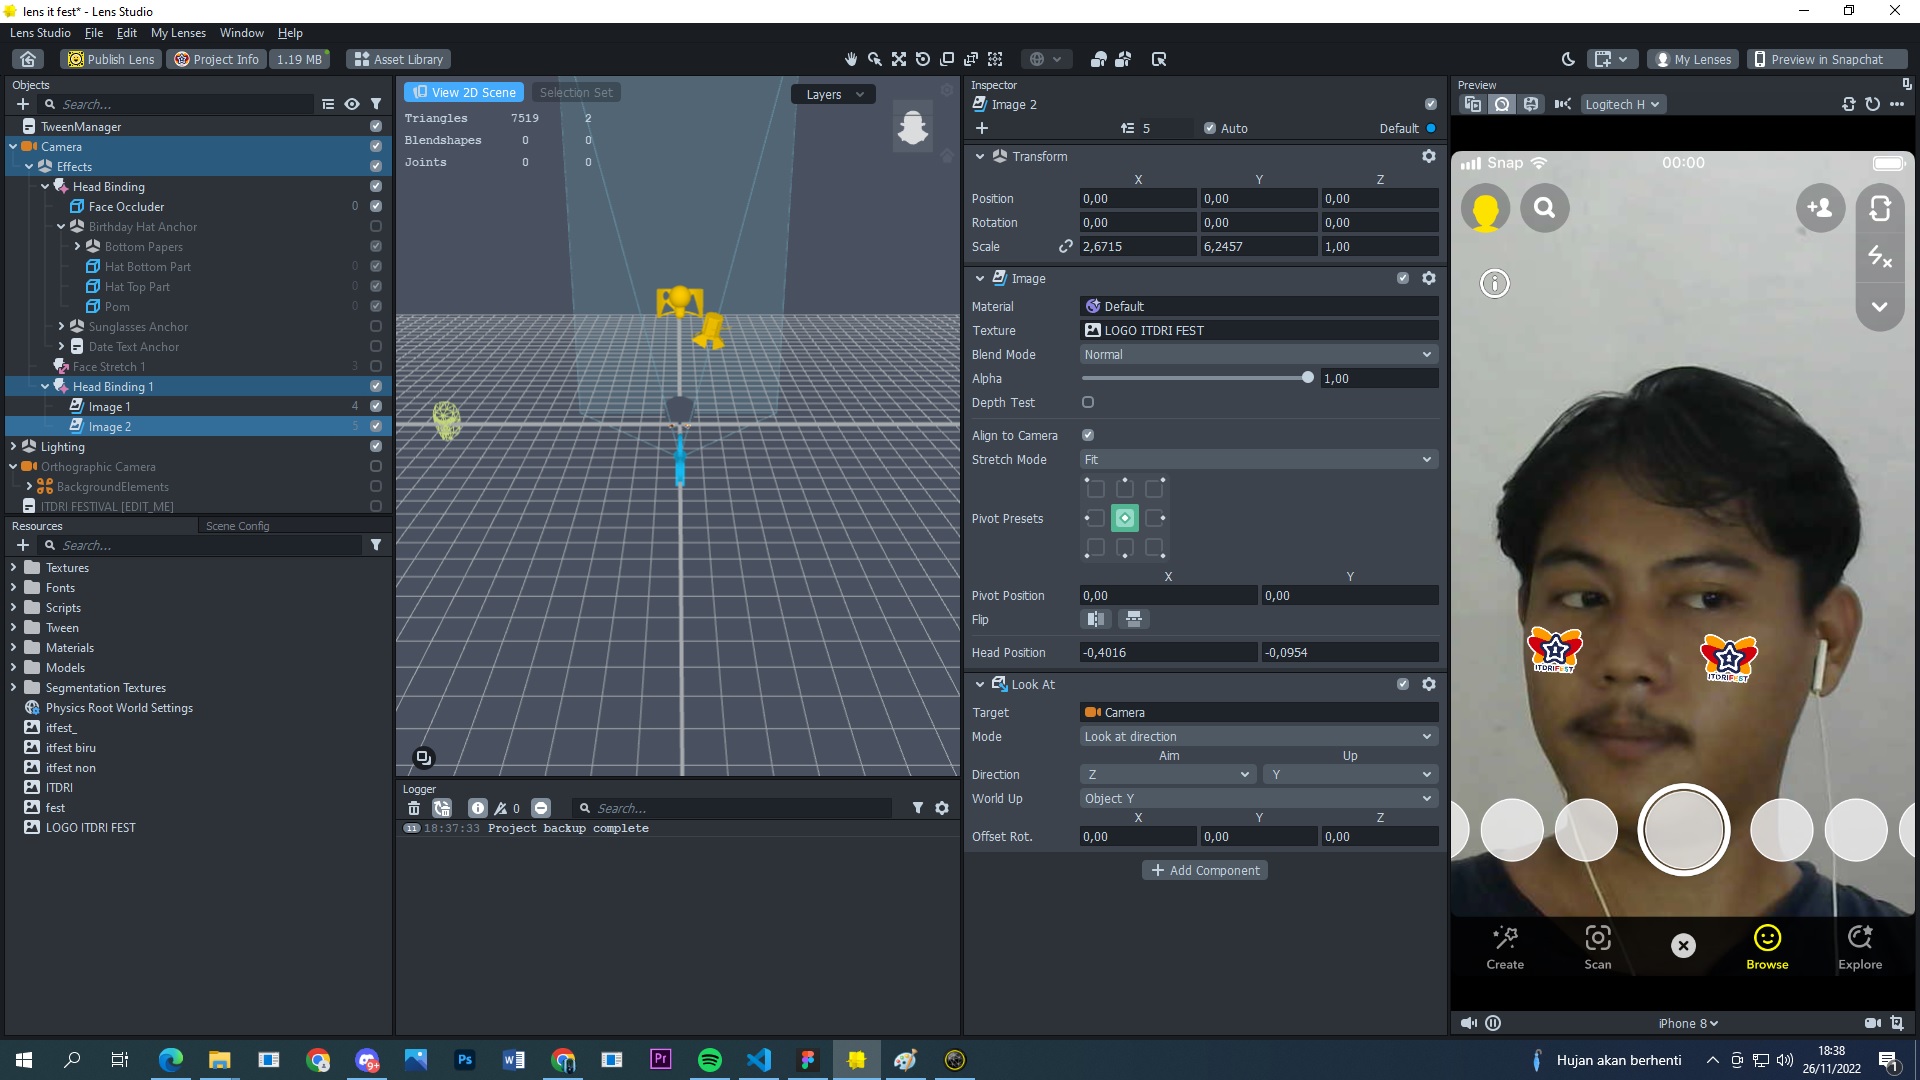 lens it fest* - Lens Studio
Lens Studio File Edit My Lenses Window Help
Publish Lens Project Info 1.19 MB Asset Library My Lenses Preview in Snapchat
Objects
Search...
TweenManager
Camera
Effects
Head Binding
Face Occluder 0
Birthday Hat Anchor
Bottom Papers
Hat Bottom Part 0
Hat Top Part 0
Pom 0
Sunglasses Anchor
Date Text Anchor
Face Stretch 1 3
Head Binding 1
Image 1 4
Image 2 5
Lighting
Orthographic Camera
BackgroundElements
ITDRI FESTIVAL [EDIT_ME]
Resources Scene Config
Search...
Textures
Fonts
Scripts
Tween
Materials
Models
Segmentation Textures
Physics Root World Settings
itfest_
itfest biru
itfest non
ITDRI
fest
LOGO ITDRI FEST
View 2D Scene Selection Set Layers
Triangles 7519 2
Blendshapes 0 0
Joints 0 0
Logger
0 Search...
11 18:37:33 Project backup complete
Inspector
Image 2
5 Auto Default
Transform
X Y Z
Position 0,00 0,00 0,00
Rotation 0,00 0,00 0,00
Scale 2,6715 6,2457 1,00
Image
Material Default
Texture LOGO ITDRI FEST
Blend Mode Normal
Alpha 1,00
Depth Test
Align to Camera
Stretch Mode Fit
Pivot Presets
X Y
Pivot Position 0,00 0,00
Flip
Head Position -0,4016 -0,0954
Look At
Target Camera
Mode Look at direction
Aim Up
Direction Z Y
World Up Object Y
X Y Z
Offset Rot. 0,00 0,00 0,00
Add Component
Preview
Logitech H
Snap 00:00
ITDRIFEST
ITDRIFEST
Create Scan Browse Explore
iPhone 8
9+ Ps Pr
Hujan akan berhenti
18:38
26/11/2022
1